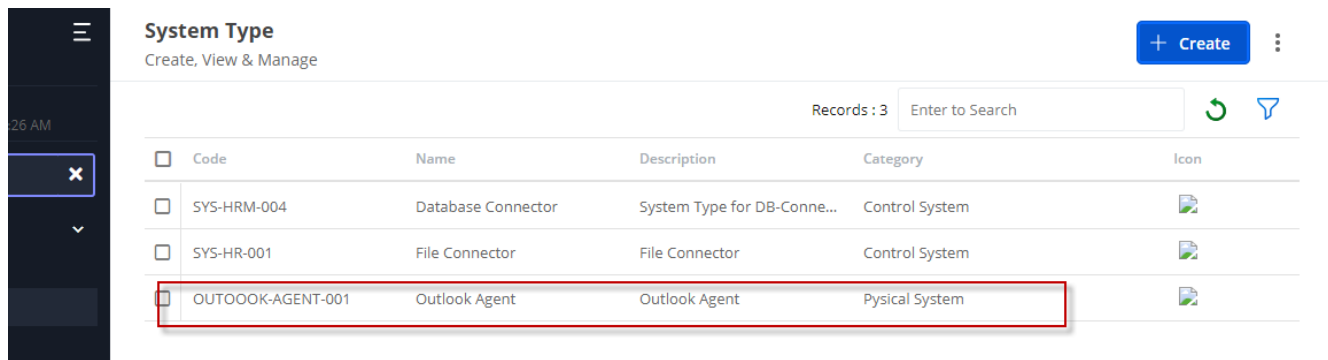 System Type
Create, View & Manage
+ Create
Records : 3 Enter to Search
:26 AM
Code Name Description Category Icon
SYS-HRM-004 Database Connector System Type for DB-Conne... Control System
SYS-HR-001 File Connector File Connector Control System
OUTOOOK-AGENT-001 Outlook Agent Outlook Agent Pysical System